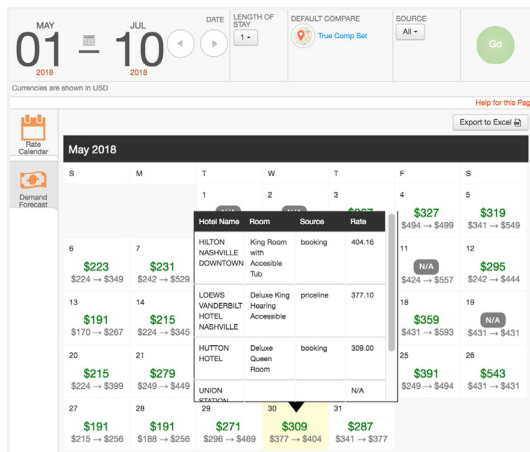 MAY
01
2018
JUL
10
2018
DATE
LENGTH OF
STAY
1
DEFAULT COMPARE
True Comp Set
SOURCE
All
Go
Currencies are shown in USD
Help for this Pag
Export to Excel
Rate
Calendar
Demand
Forecast
May 2018
S M T W T F S
1 2 3 4 5
$327 $319
$494 → $499 $341 → $549
Hotel Name Room Source Rate
HILTON
NASHVILLE
DOWNTOWN
King Room
with
Accesible
Tub
booking
404.16
LOEWS
VANDERBILT
HOTEL
NASHVILLE
Deluxe King
Hearing
Accessible
priceline
377.10
HUTTON
HOTEL
Deluxe
Queen
Room
booking
309.00
UNION
STATION
N/A
6 7 11 12
$223 $231 N/A $295
$224 → $349 $242 → $529 $424 → $557 $242 → $444
13 14 18 19
$191 $215 $359 N/A
$170 → $267 $224 → $345 $431 → $593 $431 → $431
20 21 25 26
$215 $279 $391 $543
$224 → $399 $249 → $449 $249 → $494 $431 → $431
27 28 29 30 31
$191 $191 $271 $309 $287
$215 → $256 $188 → $256 $296 → $469 $377 → $404 $341 → $377